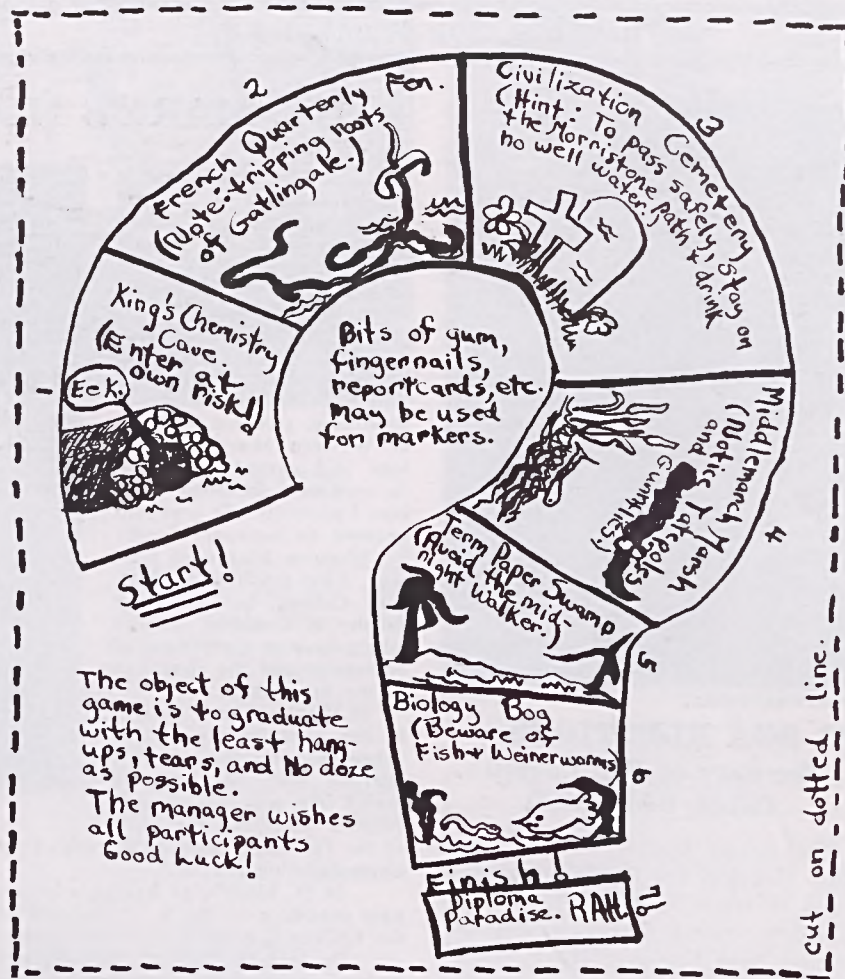 Start!
1
King's Chemistry
Cave.
(Enter at
own risk!)
Eek.
2
French Quarterly For.
(Note: tripping roots
of Gatlingale.)
3
Civilization Cemetery
(Hint: To pass safely, stay on
the Morristone path & drink
no well water.)
4
Middlemarch Marsh
(Notice Tatepoles
and
Gumflies.)
5
Term Paper Swamp
(Avoid the mid-
night walker.)
6
Biology Bog
(Beware of
Fish & Weinerworms)
Finish
7
Diploma
Paradise. RAH.
Bits of gum,
fingernails,
reportcards, etc.
may be used
for markers.
The object of this
game is to graduate
with the least hang-
ups, tears, and No doze
as possible.
The manager wishes
all participants
Good Luck!
cut on dotted line.